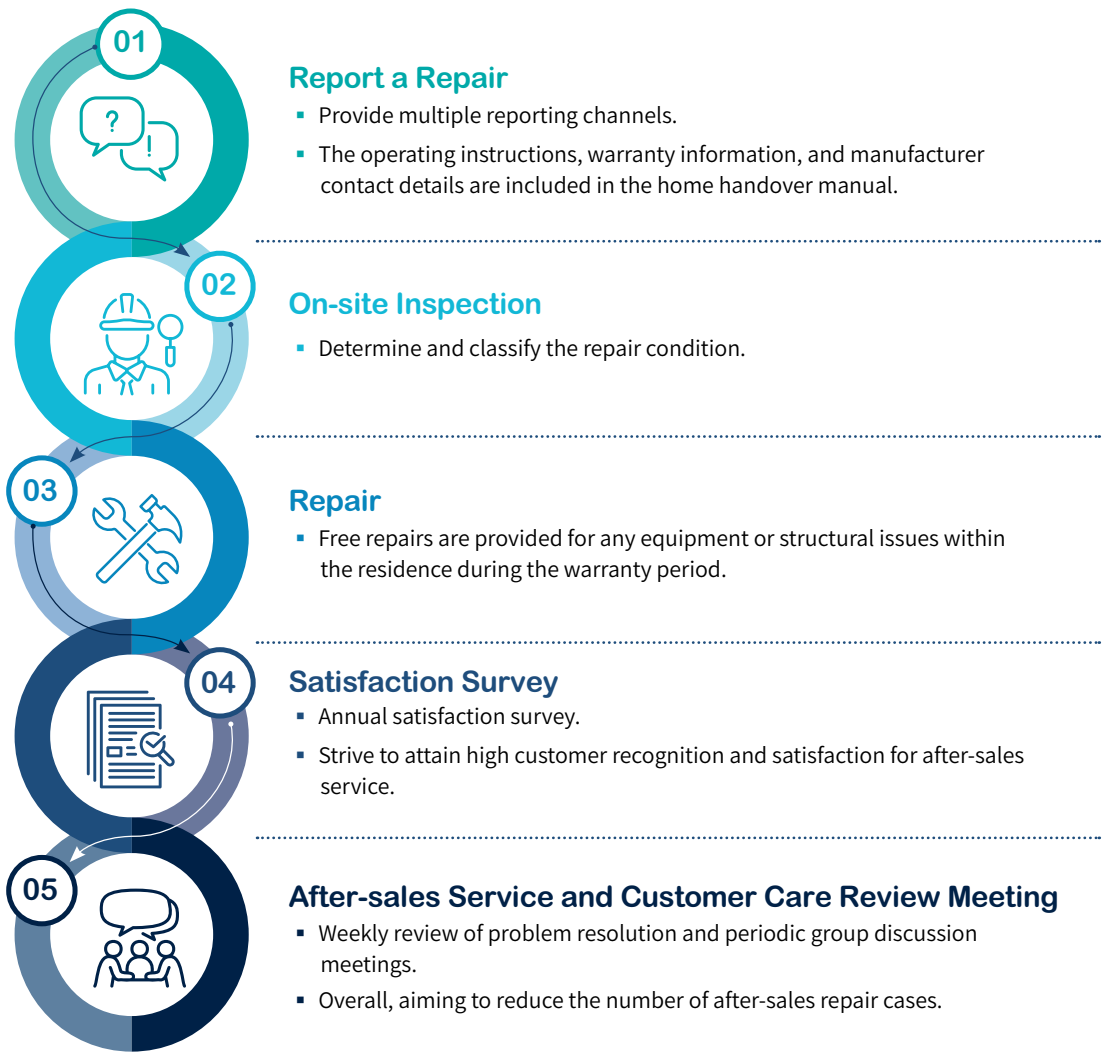 01
Report a Repair
▪ Provide multiple reporting channels.
▪ The operating instructions, warranty information, and manufacturer
contact details are included in the home handover manual.
02
On-site Inspection
▪ Determine and classify the repair condition.
03
Repair
▪ Free repairs are provided for any equipment or structural issues within
the residence during the warranty period.
04
Satisfaction Survey
▪ Annual satisfaction survey.
▪ Strive to attain high customer recognition and satisfaction for after-sales
service.
05
After-sales Service and Customer Care Review Meeting
▪ Weekly review of problem resolution and periodic group discussion
meetings.
▪ Overall, aiming to reduce the number of after-sales repair cases.